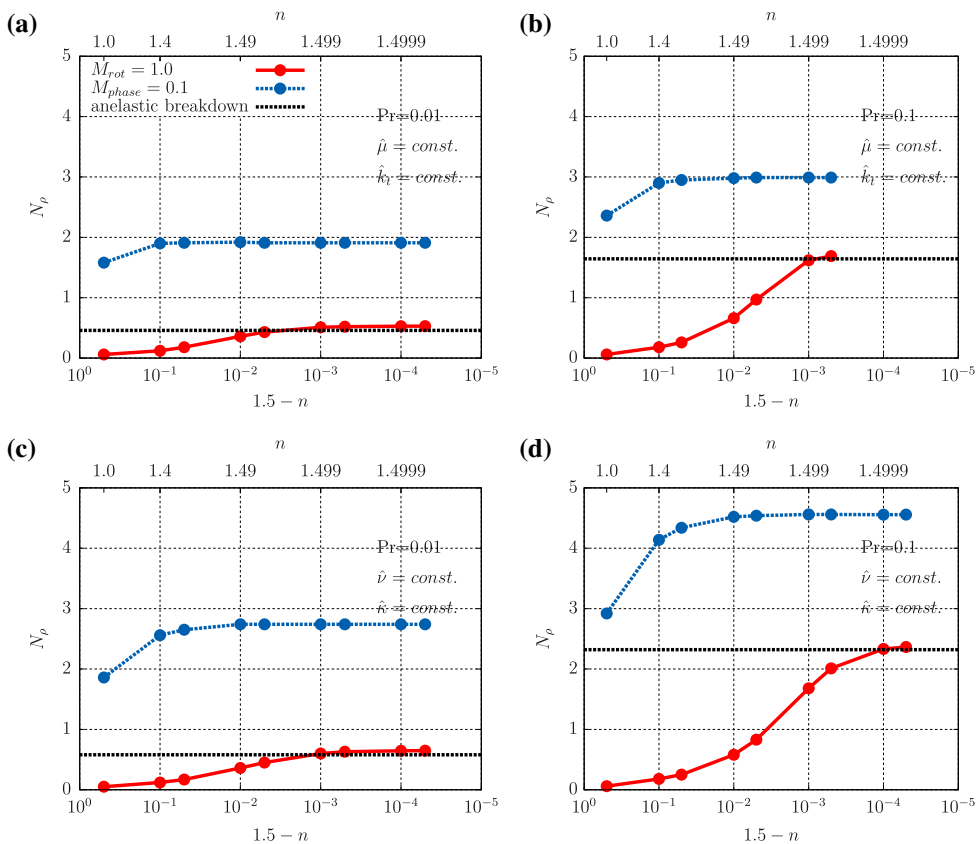 (a)
n
1.0 1.4 1.49 1.499 1.4999
5
4
3
2
1
0
N_ρ
M_{rot} = 1.0
M_{phase} = 0.1
anelastic breakdown
Pr=0.01
μ̂ = const.
k̂_t = const.
10^0 10^{-1} 10^{-2} 10^{-3} 10^{-4} 10^{-5}
1.5 − n
(b)
n
1.0 1.4 1.49 1.499 1.4999
5
4
3
2
1
0
N_ρ
Pr=0.1
μ̂ = const.
k̂_t = const.
10^0 10^{-1} 10^{-2} 10^{-3} 10^{-4} 10^{-5}
1.5 − n
(c)
n
1.0 1.4 1.49 1.499 1.4999
5
4
3
2
1
0
N_ρ
Pr=0.01
ν̂ = const.
κ̂ = const.
10^0 10^{-1} 10^{-2} 10^{-3} 10^{-4} 10^{-5}
1.5 − n
(d)
n
1.0 1.4 1.49 1.499 1.4999
5
4
3
2
1
0
N_ρ
Pr=0.1
ν̂ = const.
κ̂ = const.
10^0 10^{-1} 10^{-2} 10^{-3} 10^{-4} 10^{-5}
1.5 − n